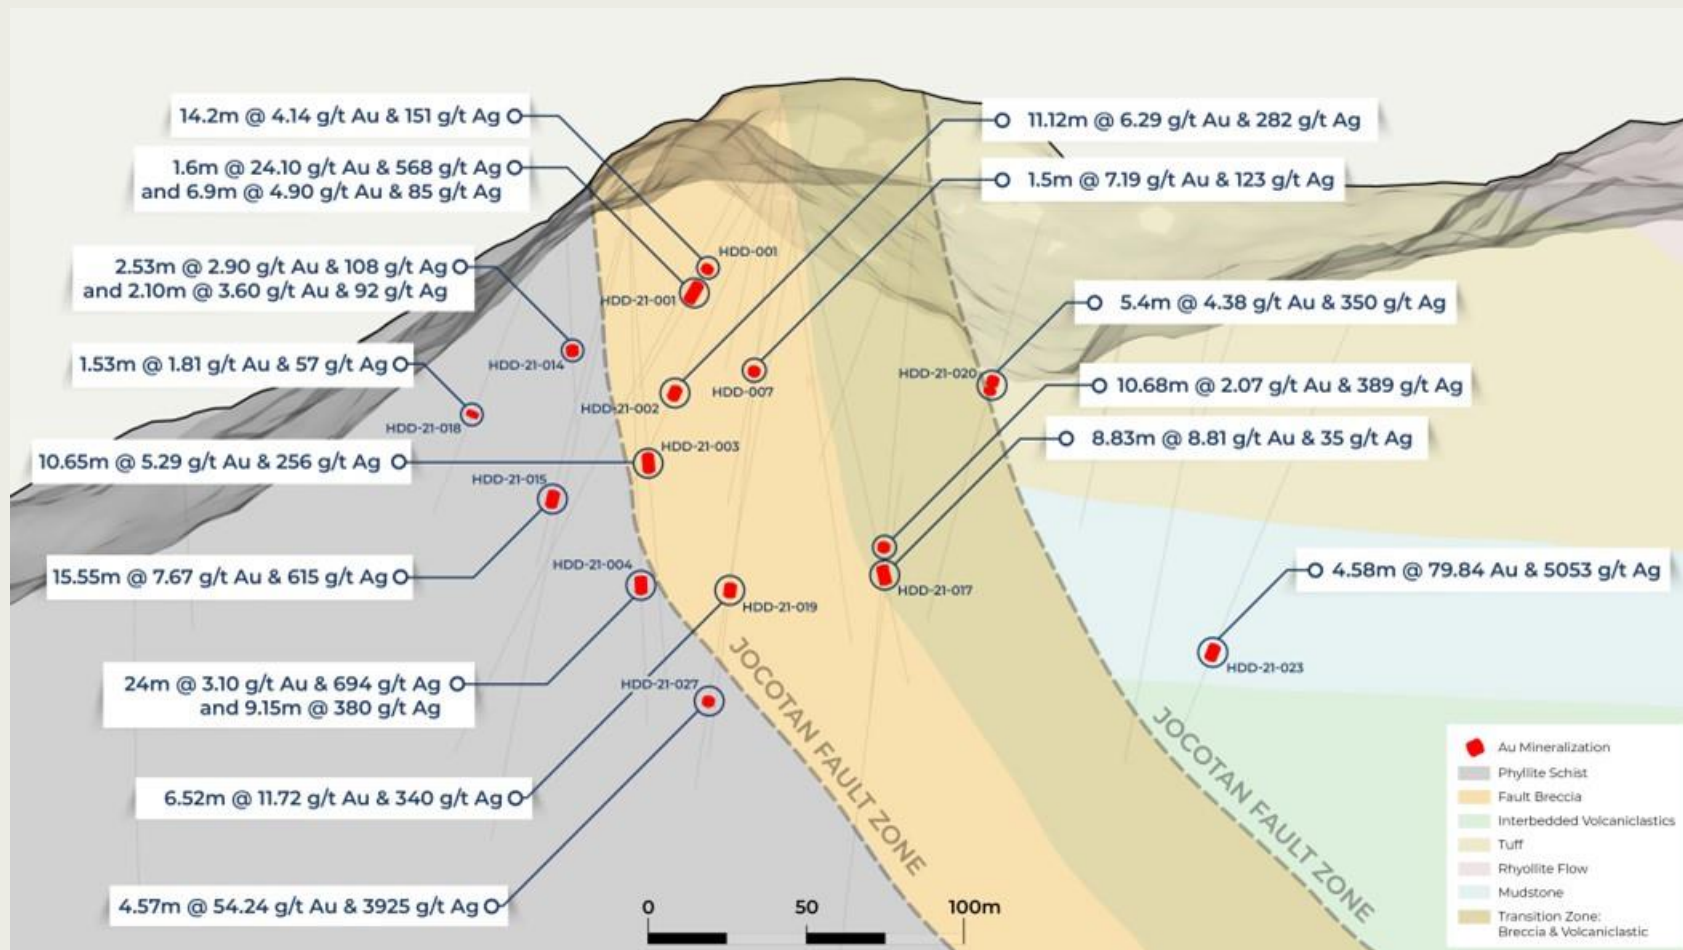 14.2m @ 4.14 g/t Au & 151 g/t Ag
11.12m @ 6.29 g/t Au & 282 g/t Ag
1.6m @ 24.10 g/t Au & 568 g/t Ag
and 6.9m @ 4.90 g/t Au & 85 g/t Ag
1.5m @ 7.19 g/t Au & 123 g/t Ag
HDD-001
2.53m @ 2.90 g/t Au & 108 g/t Ag
and 2.10m @ 3.60 g/t Au & 92 g/t Ag
HDD-21-001
5.4m @ 4.38 g/t Au & 350 g/t Ag
1.53m @ 1.81 g/t Au & 57 g/t Ag
HDD-21-014
HDD-21-020
10.68m @ 2.07 g/t Au & 389 g/t Ag
HDD-007
HDD-21-002
HDD-21-018
8.83m @ 8.81 g/t Au & 35 g/t Ag
HDD-21-003
10.65m @ 5.29 g/t Au & 256 g/t Ag
HDD-21-015
HDD-21-004
15.55m @ 7.67 g/t Au & 615 g/t Ag
4.58m @ 79.84 Au & 5053 g/t Ag
HDD-21-017
HDD-21-019
HDD-21-023
24m @ 3.10 g/t Au & 694 g/t Ag
and 9.15m @ 380 g/t Ag
HDD-21-027
JOCOTAN FAULT ZONE
JOCOTAN FAULT ZONE
6.52m @ 11.72 g/t Au & 340 g/t Ag
4.57m @ 54.24 g/t Au & 3925 g/t Ag
0 50 100m
Au Mineralization
Phyllite Schist
Fault Breccia
Interbedded Volcaniclastics
Tuff
Rhyollite Flow
Mudstone
Transition Zone:
Breccia & Volcaniclastic